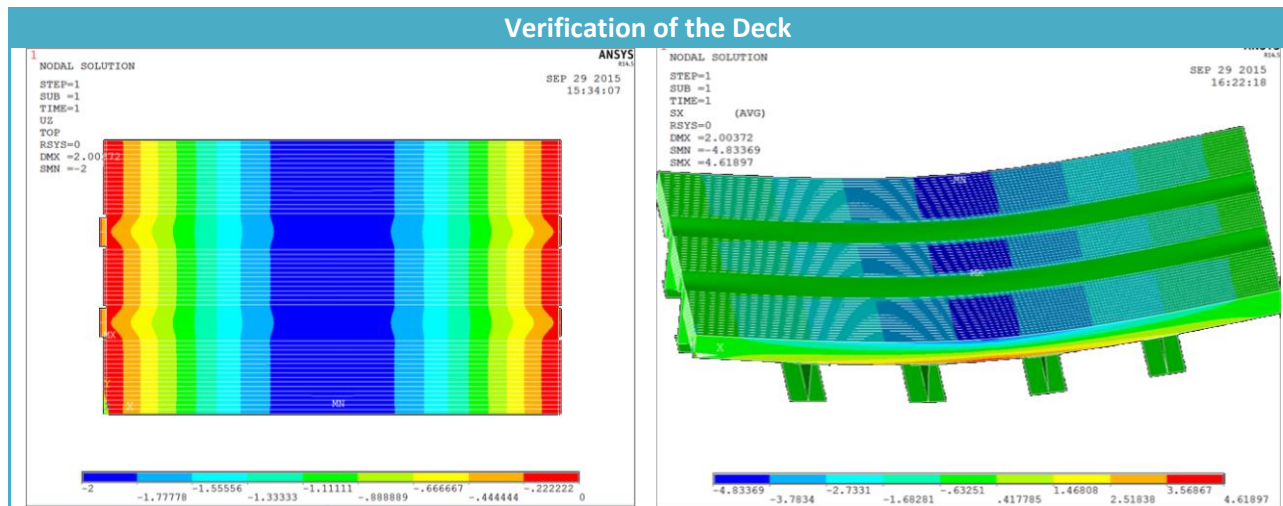 Verification of the Deck
1
NODAL SOLUTION
STEP=1
SUB =1
TIME=1
UZ
TOP
RSYS=0
DMX =2.00372
SMN =-2
ANSYS
R14.5
SEP 29 2015
15:34:07
MX
Y
X
MN
-2
-1.77778
-1.55556
-1.33333
-1.11111
-.888889
-.666667
-.444444
-.222222
0
NODAL SOLUTION
STEP=1
SUB =1
TIME=1
SX (AVG)
RSYS=0
DMX =2.00372
SMN =-4.83369
SMX =4.61897
R14.5
SEP 29 2015
16:22:18
MN
X
-4.83369
-3.7834
-2.7331
-1.68281
-.63251
.417785
1.46808
2.51838
3.56867
4.61897